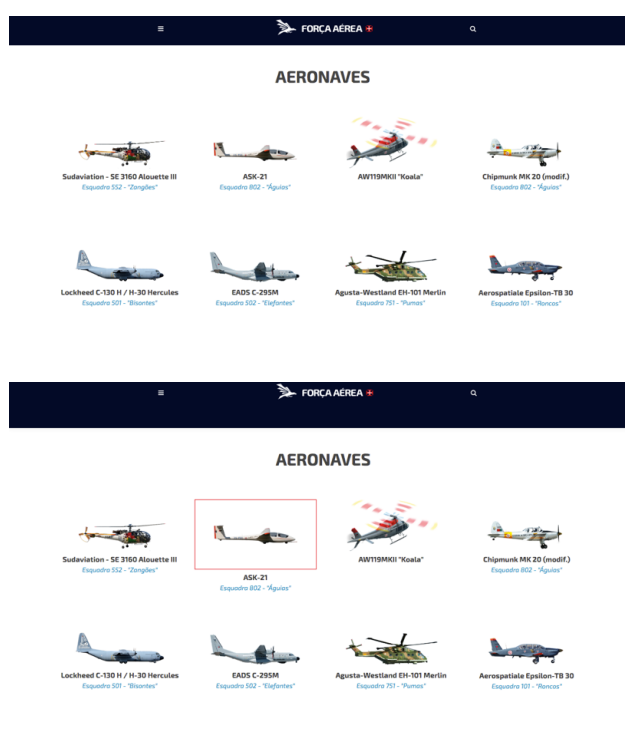 FORÇA AÉREA
AERONAVES
Sudaviation - SE 3160 Alouette III
Esquadra 552 - "Zangões"
ASK-21
Esquadra 802 - "Águias"
AW119MKII "Koala"
Chipmunk MK 20 (modif.)
Esquadra 802 - "Águias"
Lockheed C-130 H / H-30 Hercules
Esquadra 501 - "Bisontes"
EADS C-295M
Esquadra 502 - "Elefantes"
Agusta-Westland EH-101 Merlin
Esquadra 751 - "Pumas"
Aerospatiale Epsilon-TB 30
Esquadra 101 - "Roncos"
FORÇA AÉREA
AERONAVES
Sudaviation - SE 3160 Alouette III
Esquadra 552 - "Zangões"
ASK-21
Esquadra 802 - "Águias"
AW119MKII "Koala"
Chipmunk MK 20 (modif.)
Esquadra 802 - "Águias"
Lockheed C-130 H / H-30 Hercules
Esquadra 501 - "Bisontes"
EADS C-295M
Esquadra 502 - "Elefantes"
Agusta-Westland EH-101 Merlin
Esquadra 751 - "Pumas"
Aerospatiale Epsilon-TB 30
Esquadra 101 - "Roncos"